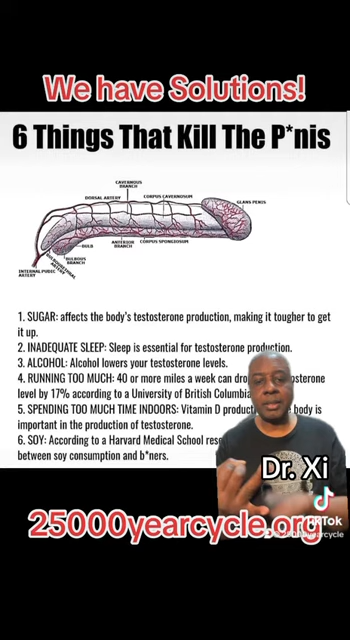 We have Solutions!
6 Things That Kill The P*nis
CAVERNOUS
BRANCH
DORSAL ARTERY
CORPUS CAVERNOSUM
GLANS PENIS
BULB
ANTERIOR
BRANCH
CORPUS SPONGIOSUM
BULBOURETHRAL
ARTERY
BULBOUS
BRANCH
INTERNAL PUDIC
ARTERY
1. SUGAR: affects the body's testosterone production, making it tougher to get
it up.
2. INADEQUATE SLEEP: Sleep is essential for testosterone production.
3. ALCOHOL: Alcohol lowers your testosterone levels.
4. RUNNING TOO MUCH: 40 or more miles a week can
level by 17% according to a University of British
5. SPENDING TOO MUCH TIME INDOORS: Vitamin D body is
important in the production of testosterone.
6. SOY: According to a Harvard Medical School
between soy consumption and b*ners.
Dr. Xi
TikTok
25000yearcycle.org